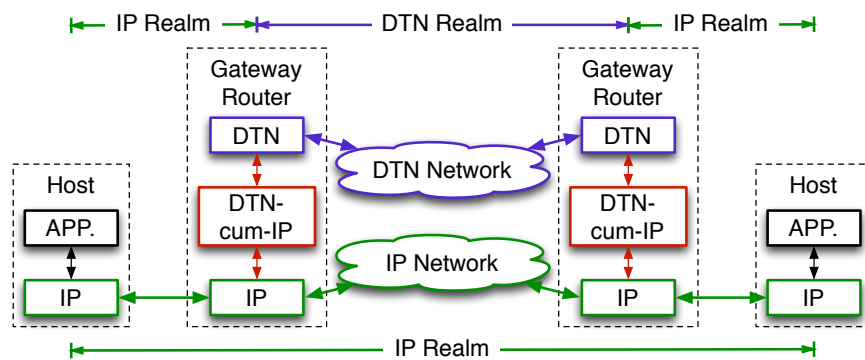 IP Realm DTN Realm IP Realm
Gateway
Router
Gateway
Router
DTN
DTN
DTN Network
Host
Host
DTN-
cum-IP
DTN-
cum-IP
APP.
APP.
IP Network
IP
IP
IP
IP
IP Realm